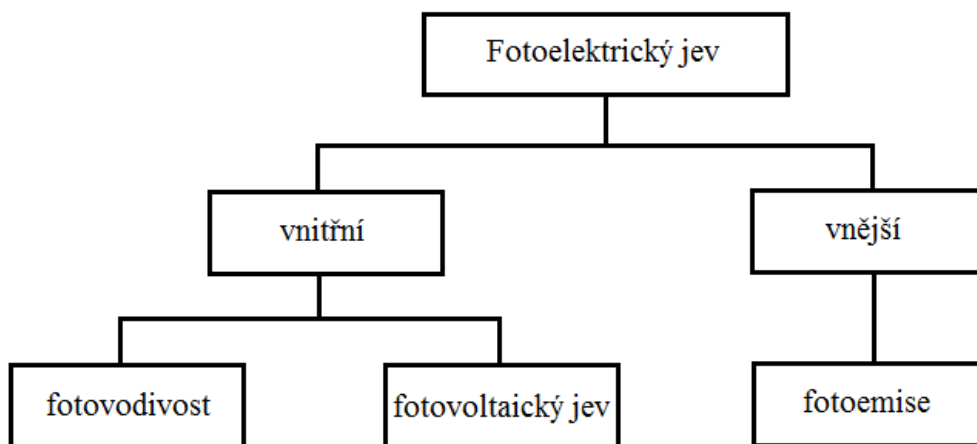 Fotoelektrický jev
vnitřní
vnější
fotovodivost
fotovoltaický jev
fotoemise